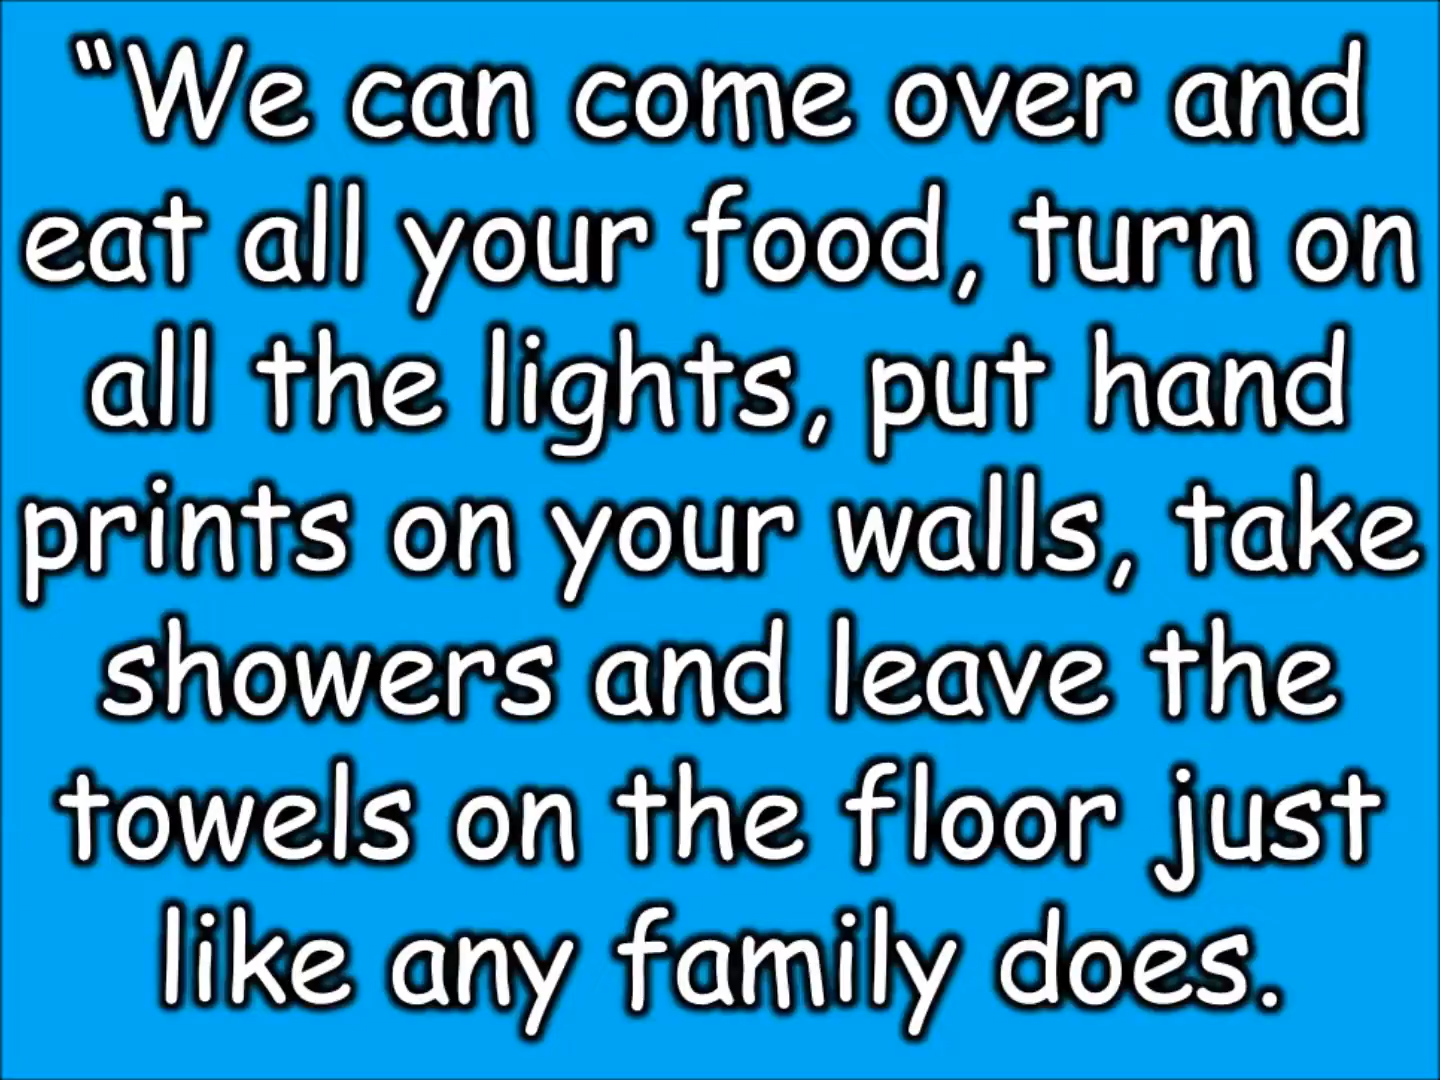 “We can come over and
eat all your food, turn on
all the lights, put hand
prints on your walls, take
showers and leave the
towels on the floor just
like any family does.